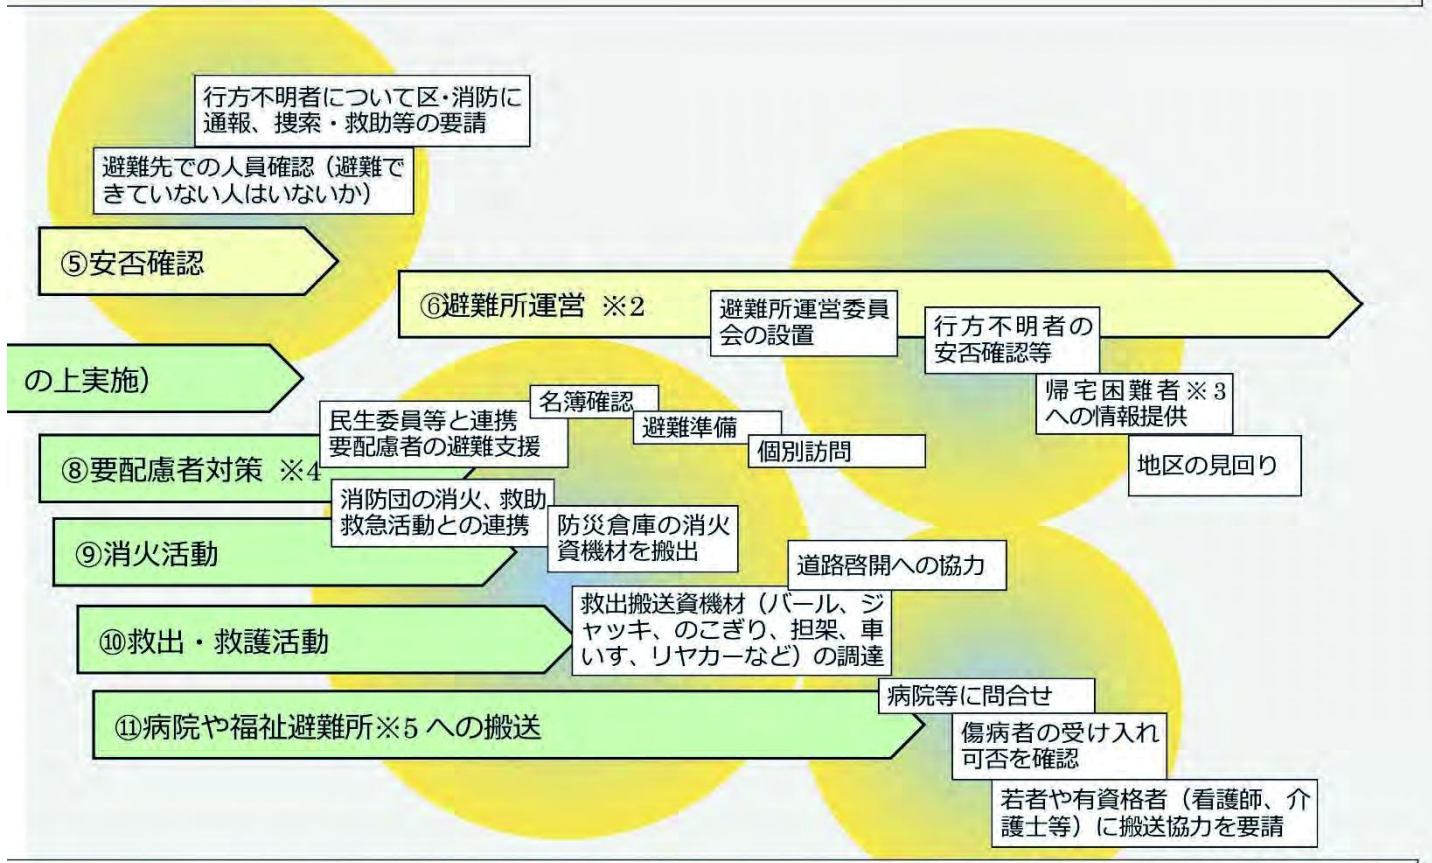 行方不明者について区・消防に
通報、捜索・救助等の要請
避難先での人員確認（避難で
きていない人はいないか）
⑤安否確認
⑥避難所運営 ※2
避難所運営委員
会の設置
行方不明者の
安否確認等
帰宅困難者※3
への情報提供
地区の見回り
の上実施）
民生委員等と連携
要配慮者の避難支援
名簿確認
避難準備
個別訪問
⑧要配慮者対策 ※4
消防団の消火、救助
救急活動との連携
防災倉庫の消火
資機材を搬出
⑨消火活動
道路啓開への協力
救出搬送資機材（バール、ジ
ャッキ、のこぎり、担架、車
いす、リヤカーなど）の調達
⑩救出・救護活動
⑪病院や福祉避難所※5 への搬送
病院等に問合せ
傷病者の受け入れ
可否を確認
若者や有資格者（看護師、介
護士等）に搬送協力を要請